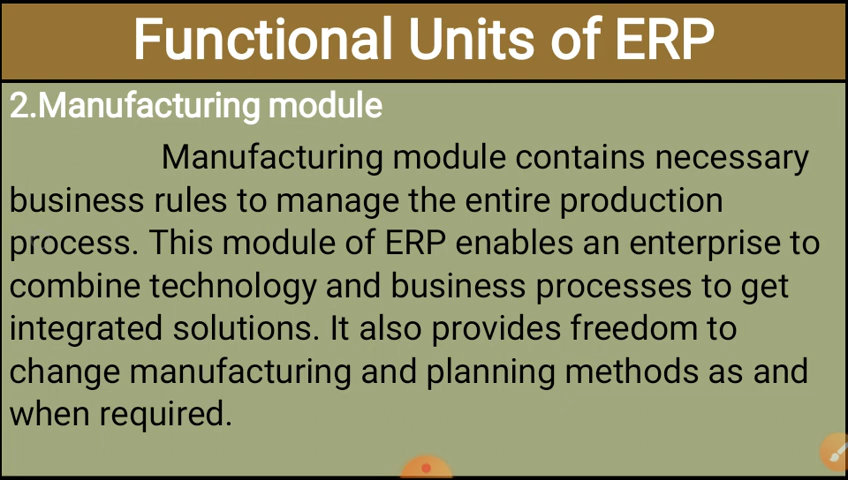 Functional Units of ERP
2.Manufacturing module
Manufacturing module contains necessary
business rules to manage the entire production
process. This module of ERP enables an enterprise to
combine technology and business processes to get
integrated solutions. It also provides freedom to
change manufacturing and planning methods as and
when required.